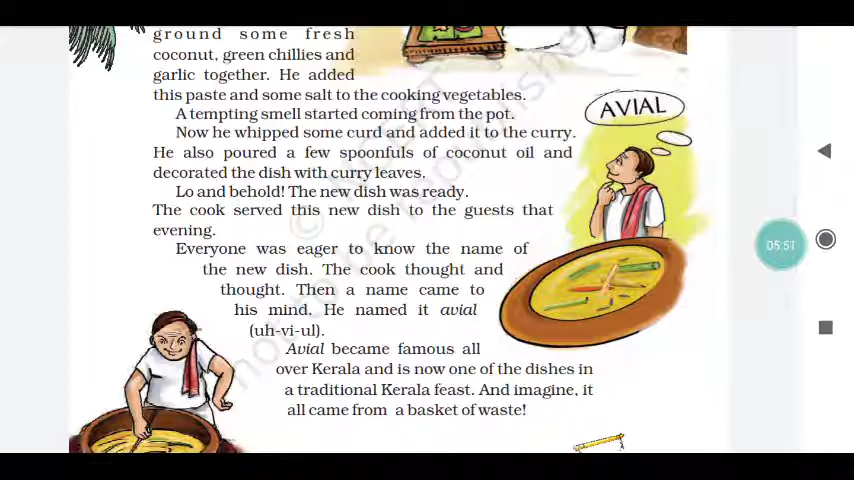 ground some fresh
coconut, green chillies and
garlic together. He added
this paste and some salt to the cooking vegetables.
A tempting smell started coming from the pot.
Now he whipped some curd and added it to the curry.
He also poured a few spoonfuls of coconut oil and
decorated the dish with curry leaves.
Lo and behold! The new dish was ready.
The cook served this new dish to the guests that
evening.
Everyone was eager to know the name of
the new dish. The cook thought and
thought. Then a name came to
his mind. He named it avial
(uh-vi-ul).
Avial became famous all
over Kerala and is now one of the dishes in
a traditional Kerala feast. And imagine, it
all came from a basket of waste!
AVIAL
05:51
not to be republished